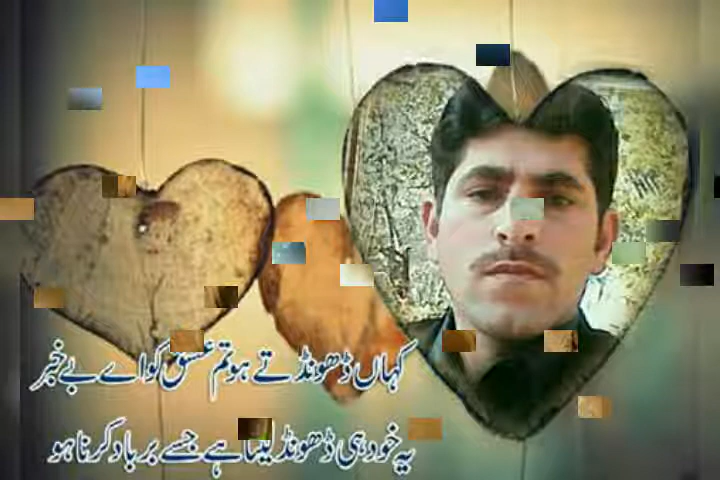 کہاں ڈھونڈتے ہو تم عشق کو اے بے خبر
یہ خود ہی ڈھونڈ لیتا ہے جسے برباد کرنا ہو